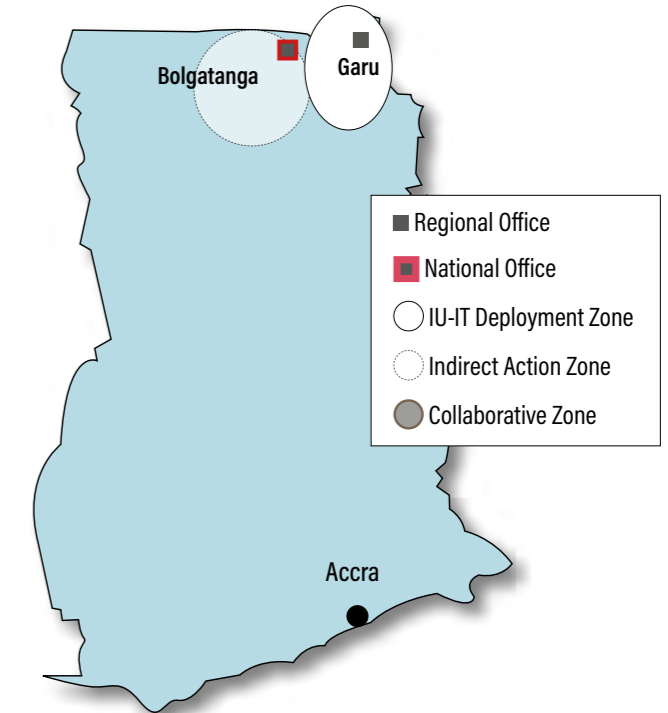 Bolgatanga
Garu
Regional Office
National Office
IU-IT Deployment Zone
Indirect Action Zone
Collaborative Zone
Accra